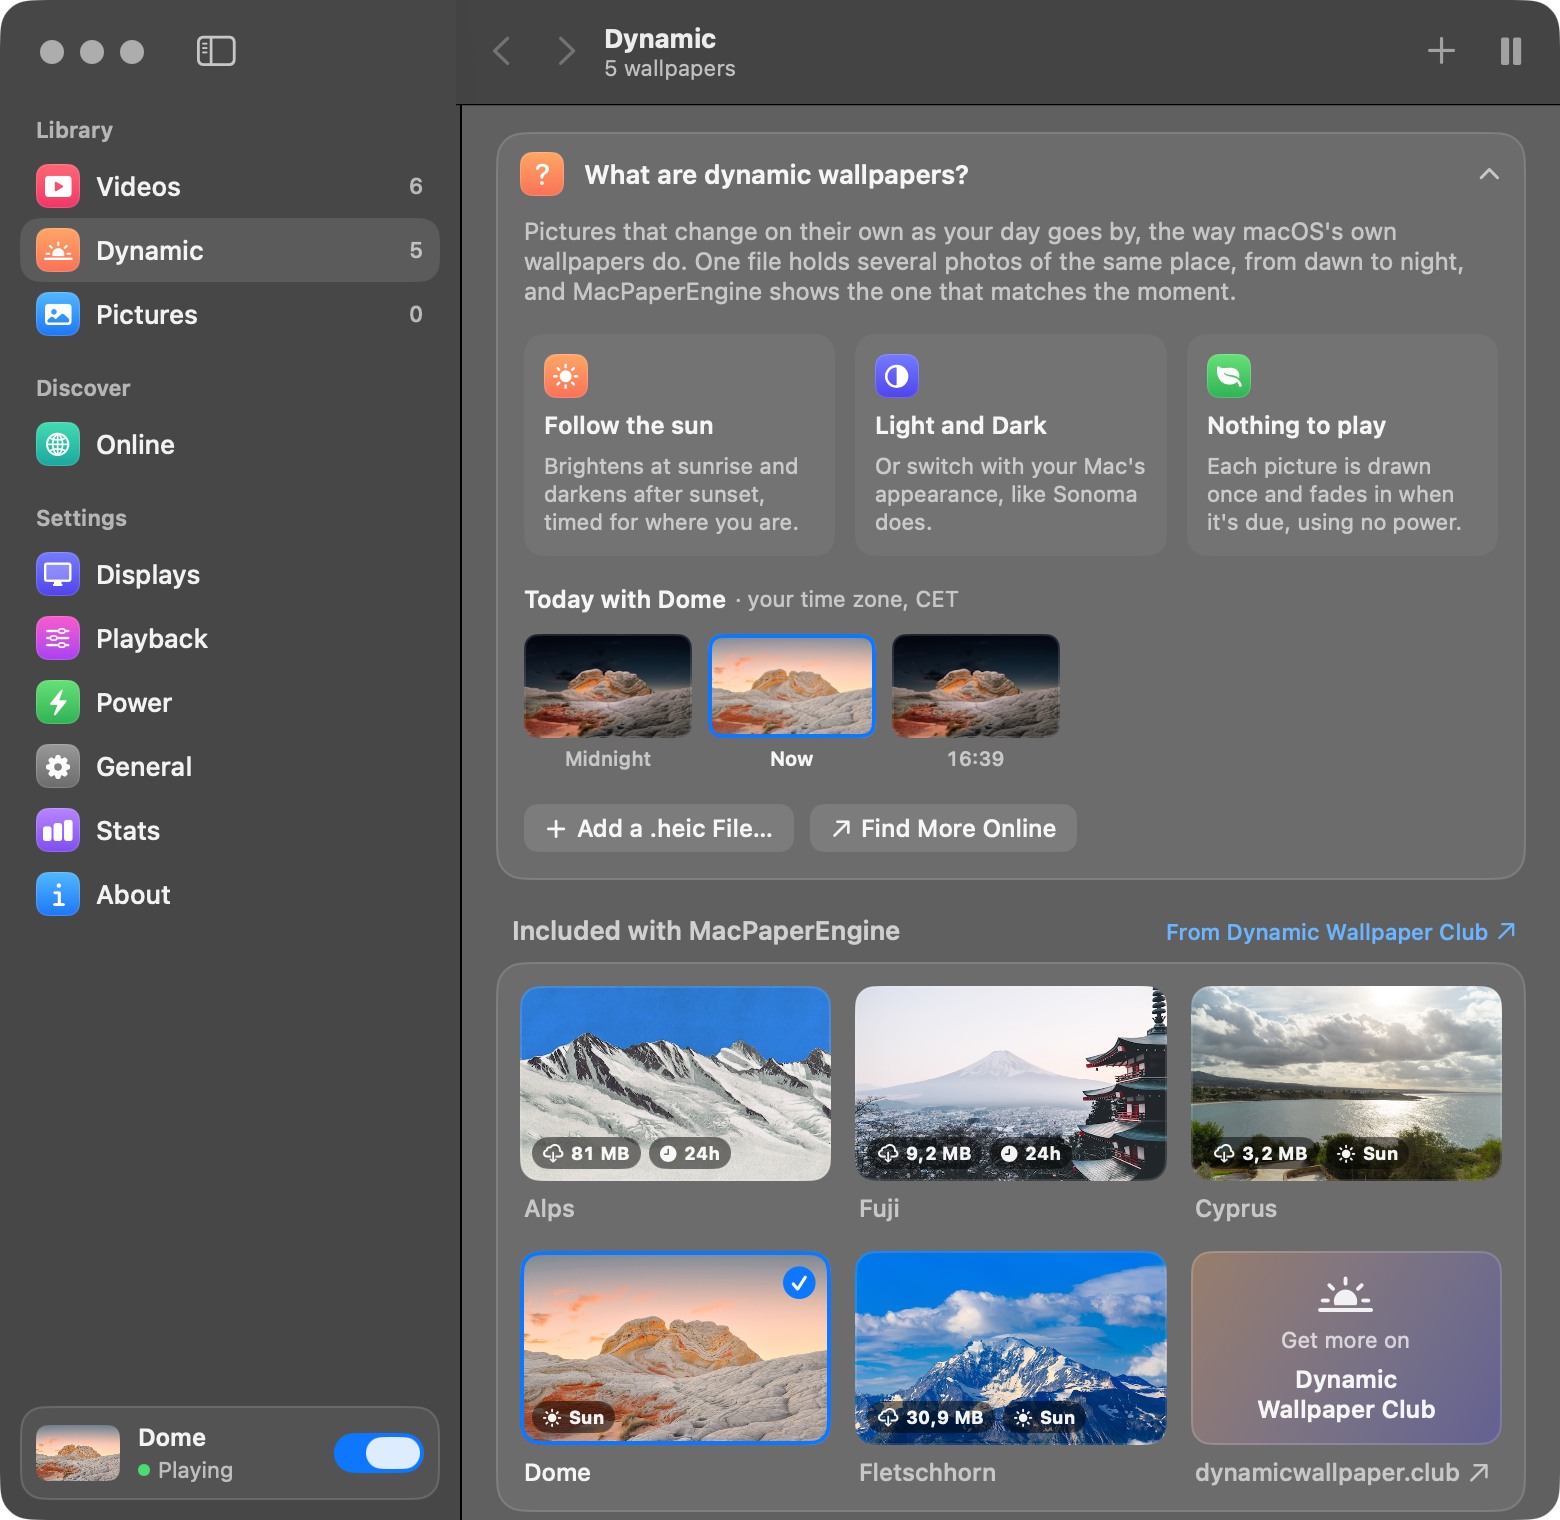 Dynamic
5 wallpapers
Library
Videos 6
Dynamic 5
Pictures 0
Discover
Online
Settings
Displays
Playback
Power
General
Stats
About
Dome
Playing
? What are dynamic wallpapers?
Pictures that change on their own as your day goes by, the way macOS's own
wallpapers do. One file holds several photos of the same place, from dawn to night,
and MacPaperEngine shows the one that matches the moment.
Follow the sun
Brightens at sunrise and
darkens after sunset,
timed for where you are.
Light and Dark
Or switch with your Mac's
appearance, like Sonoma
does.
Nothing to play
Each picture is drawn
once and fades in when
it's due, using no power.
Today with Dome · your time zone, CET
Midnight
Now
16:39
+ Add a .heic File...
Find More Online
Included with MacPaperEngine
From Dynamic Wallpaper Club
81 MB 24h
Alps
9,2 MB 24h
Fuji
3,2 MB Sun
Cyprus
Sun
Dome
30,9 MB Sun
Fletschhorn
Get more on
Dynamic
Wallpaper Club
dynamicwallpaper.club